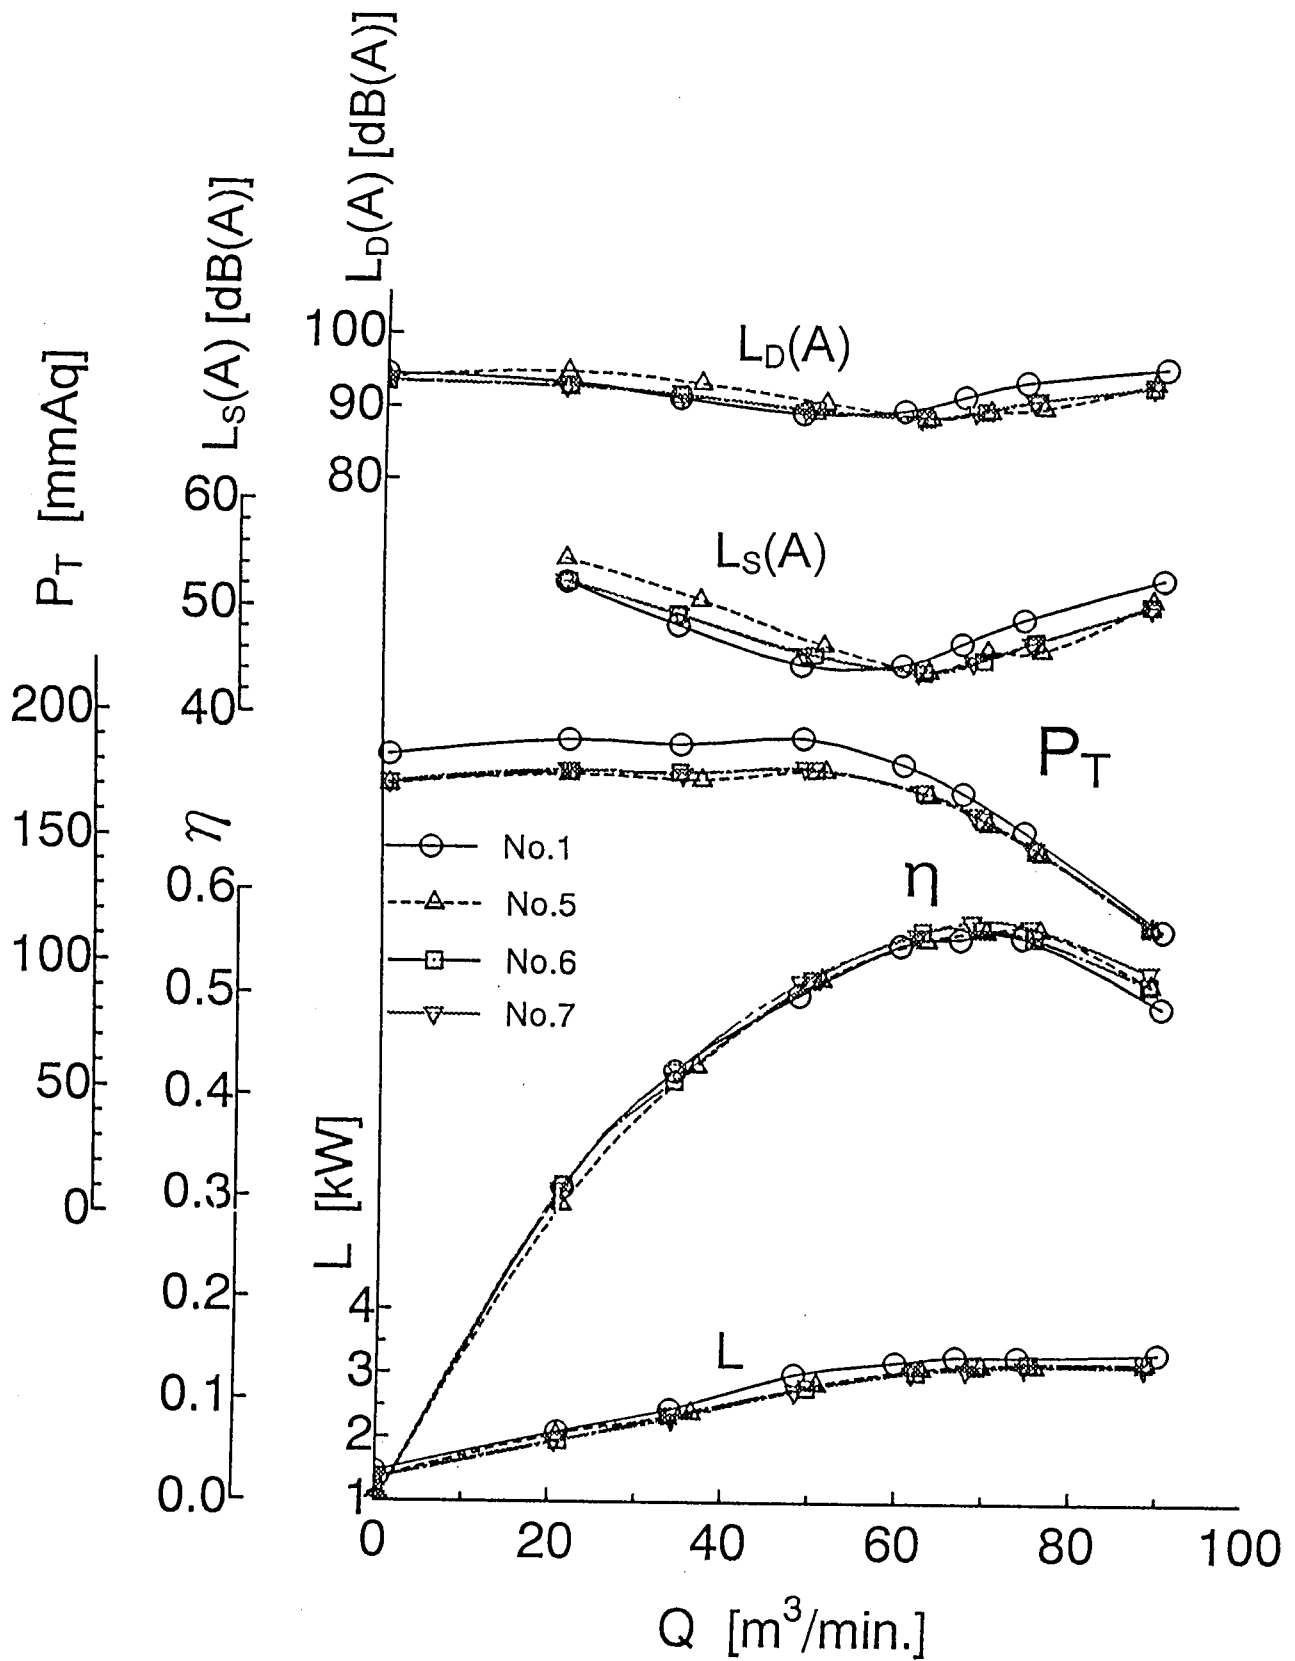 L_D(A) [dB(A)]
L_S(A) [dB(A)]
P_T [mmAq]
100
90
80
L_D(A)
60
50
40
L_S(A)
200
150
100
50
0
P_T
η
0.6
0.5
0.4
0.3
0.2
0.1
0.0
No.1
No.5
No.6
No.7
η
L [kW]
4
3
2
1
L
0 20 40 60 80 100
Q [m³/min.]